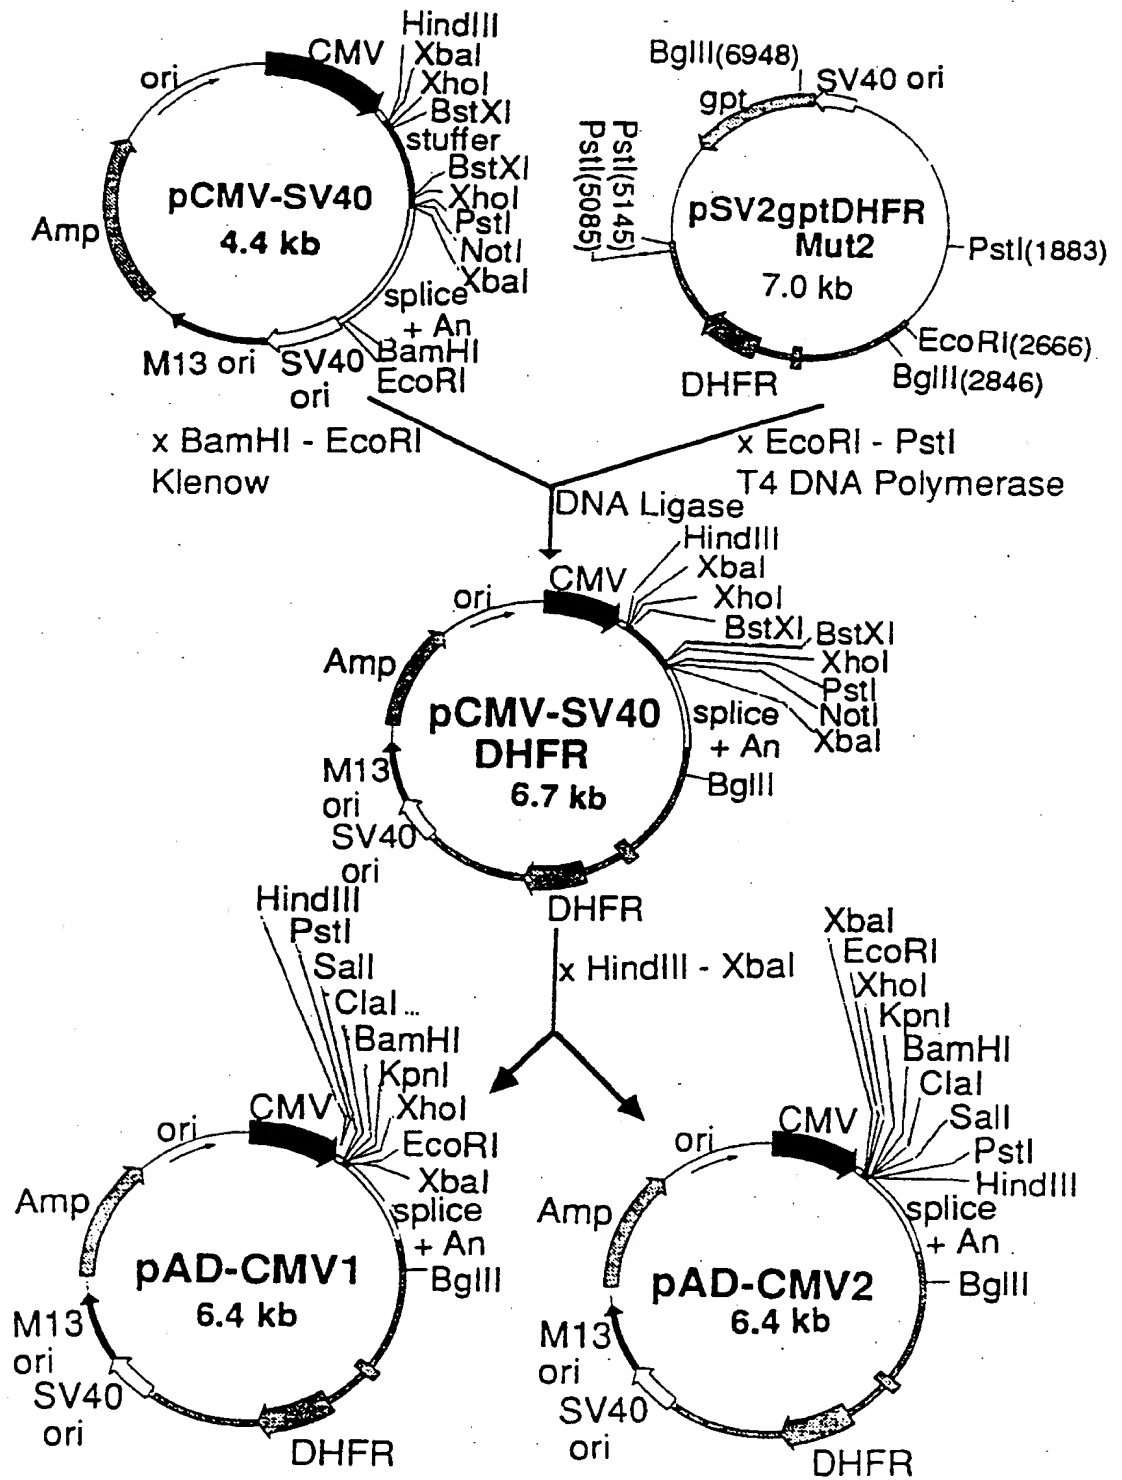 HindIII
CMV
XbaI
ori
XhoI
BstXI
stuffer
BstXI
pCMV-SV40
XhoI
Amp
4.4 kb
PstI
NotI
XbaI
splice
+ An
M13 ori
SV40
ori
BamHI
EcoRI
BglII(6948)
SV40 ori
gpt
PstI(5145)
PstI(5085)
pSV2gptDHFR
Mut2
7.0 kb
PstI(1883)
EcoRI(2666)
BglII(2846)
DHFR
x BamHI - EcoRI
Klenow
x EcoRI - PstI
T4 DNA Polymerase
DNA Ligase
HindIII
CMV
XbaI
ori
XhoI
BstXI
BstXI
Amp
XhoI
PstI
pCMV-SV40
DHFR
6.7 kb
splice
+ An
NotI
XbaI
BglII
M13
ori
SV40
ori
DHFR
x HindIII - XbaI
HindIII
PstI
SalI
ClaI ...
BamHI
KpnI
CMV
XhoI
ori
EcoRI
XbaI
Amp
splice
+ An
pAD-CMV1
6.4 kb
BglII
M13
ori
SV40
ori
DHFR
XbaI
EcoRI
XhoI
KpnI
BamHI
ClaI
CMV
SalI
ori
PstI
HindIII
Amp
splice
+ An
pAD-CMV2
6.4 kb
BglII
M13
ori
SV40
ori
DHFR